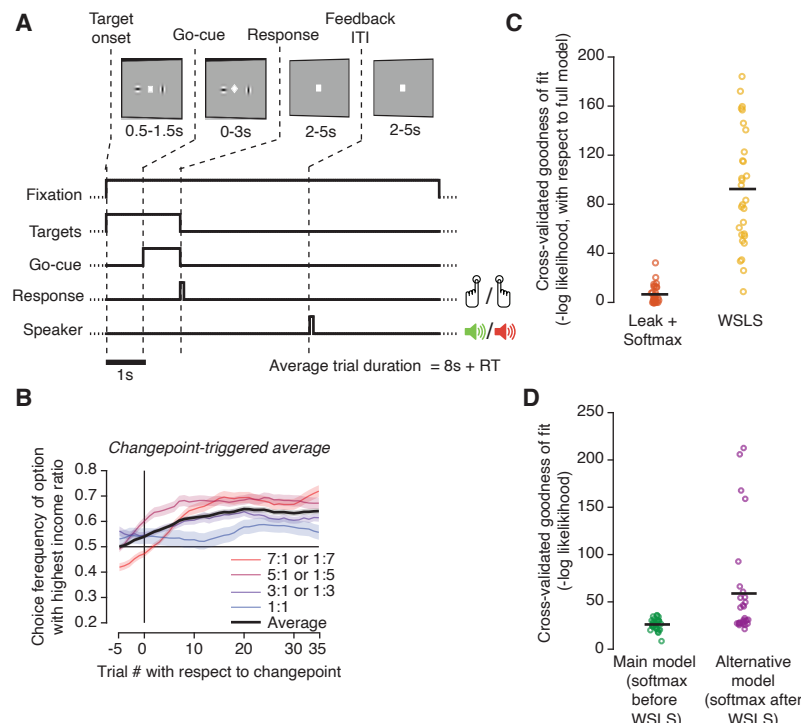 A
Target
onset
Go-cue
Response
Feedback
ITI
0.5-1.5s
0-3s
2-5s
2-5s
Fixation
Targets
Go-cue
Response
/
Speaker
/
1s
Average trial duration = 8s + RT
B
Changepoint-triggered average
Choice ferequency of option
with highest income ratio
0.8
0.7
0.6
0.5
0.4
0.3
0.2
7:1 or 1:7
5:1 or 1:5
3:1 or 1:3
1:1
Average
-5
0
10
20
30
35
Trial # with respect to changepoint
C
Cross-validated goodness of fit
(-log likelihood, with respect to full model)
200
160
120
80
40
0
Leak +
Softmax
WSLS
D
Cross-validated goodness of fit
(-log likelikhood)
250
200
150
100
50
0
Main model
(softmax
before
WSLS)
Alternative
model
(softmax after
WSLS)